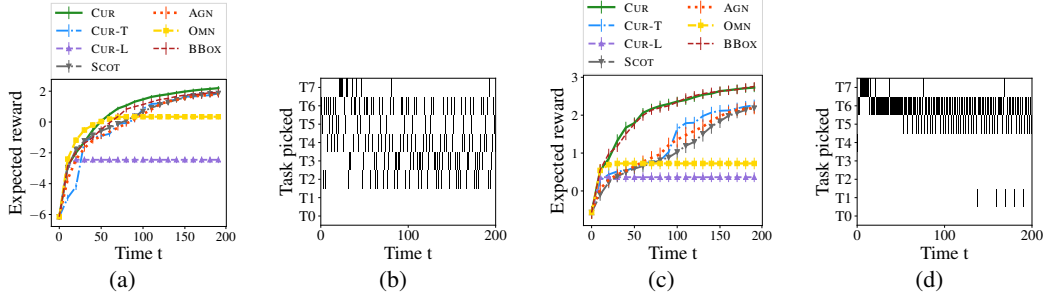 CUR
CUR-T
CUR-L
SCOT
AGN
OMN
BBOX
Expected reward
2
0
−2
−4
−6
0
50
100
150
200
Time t
(a)
Task picked
T7
T6
T5
T4
T3
T2
T1
T0
0
100
200
Time t
(b)
CUR
CUR-T
CUR-L
SCOT
AGN
OMN
BBOX
Expected reward
3
2
1
0
0
50
100
150
200
Time t
(c)
Task picked
T7
T6
T5
T4
T3
T2
T1
T0
0
100
200
Time t
(d)